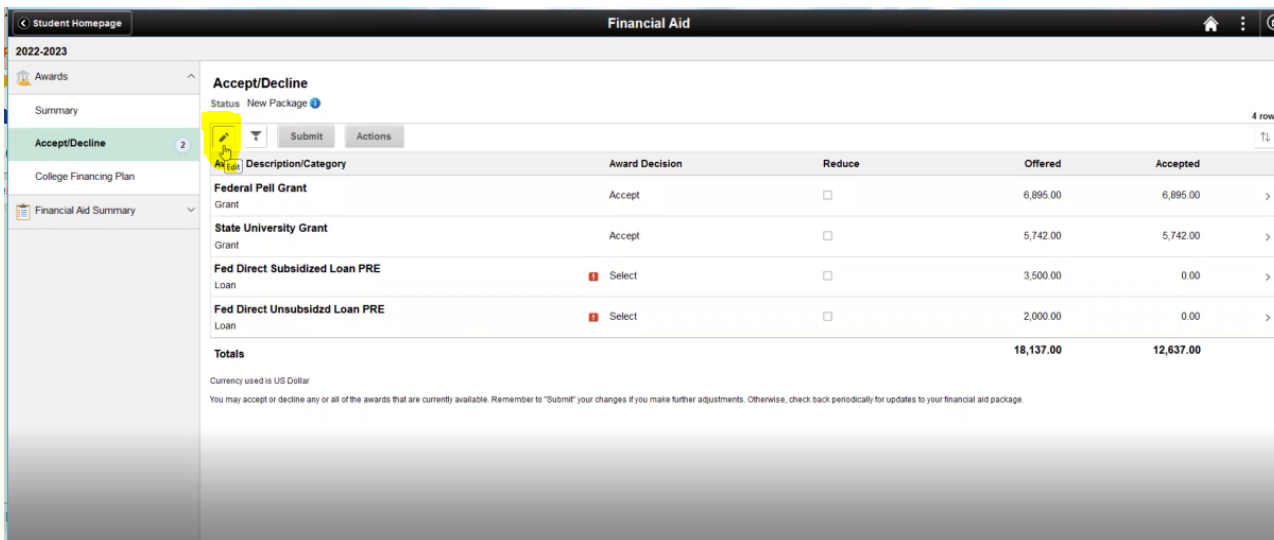 Student Homepage Financial Aid
2022-2023
Awards
Summary
Accept/Decline 2
College Financing Plan
Financial Aid Summary
Accept/Decline
Status New Package
4 row
Submit Actions
Edit Description/Category Award Decision Reduce Offered Accepted
Federal Pell Grant
Grant
Accept 6,895.00 6,895.00
State University Grant
Grant
Accept 5,742.00 5,742.00
Fed Direct Subsidized Loan PRE
Loan
Select 3,500.00 0.00
Fed Direct Unsubsidzd Loan PRE
Loan
Select 2,000.00 0.00
Totals 18,137.00 12,637.00
Currency used is US Dollar
You may accept or decline any or all of the awards that are currently available. Remember to "Submit" your changes if you make further adjustments. Otherwise, check back periodically for updates to your financial aid package.